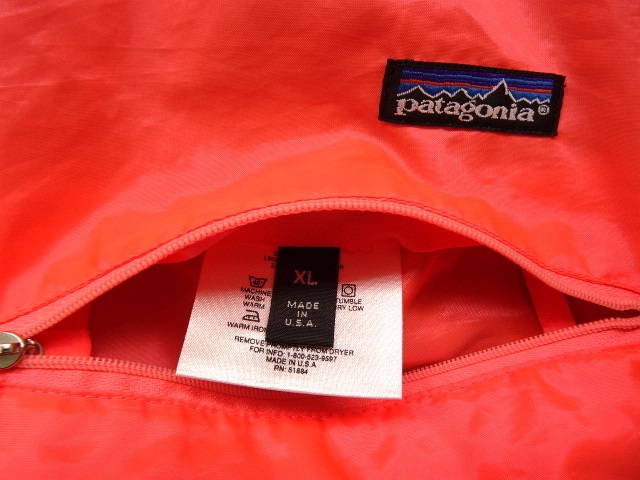 patagonia®
XL
MADE
IN
U.S.A.
MACHINE
WASH
WARM
TUMBLE
DRY LOW
WARM IRON
REMOVE PROMPTLY FROM DRYER
FOR INFO: 1-800-523-9597
MADE IN U.S.A
RN: 51884